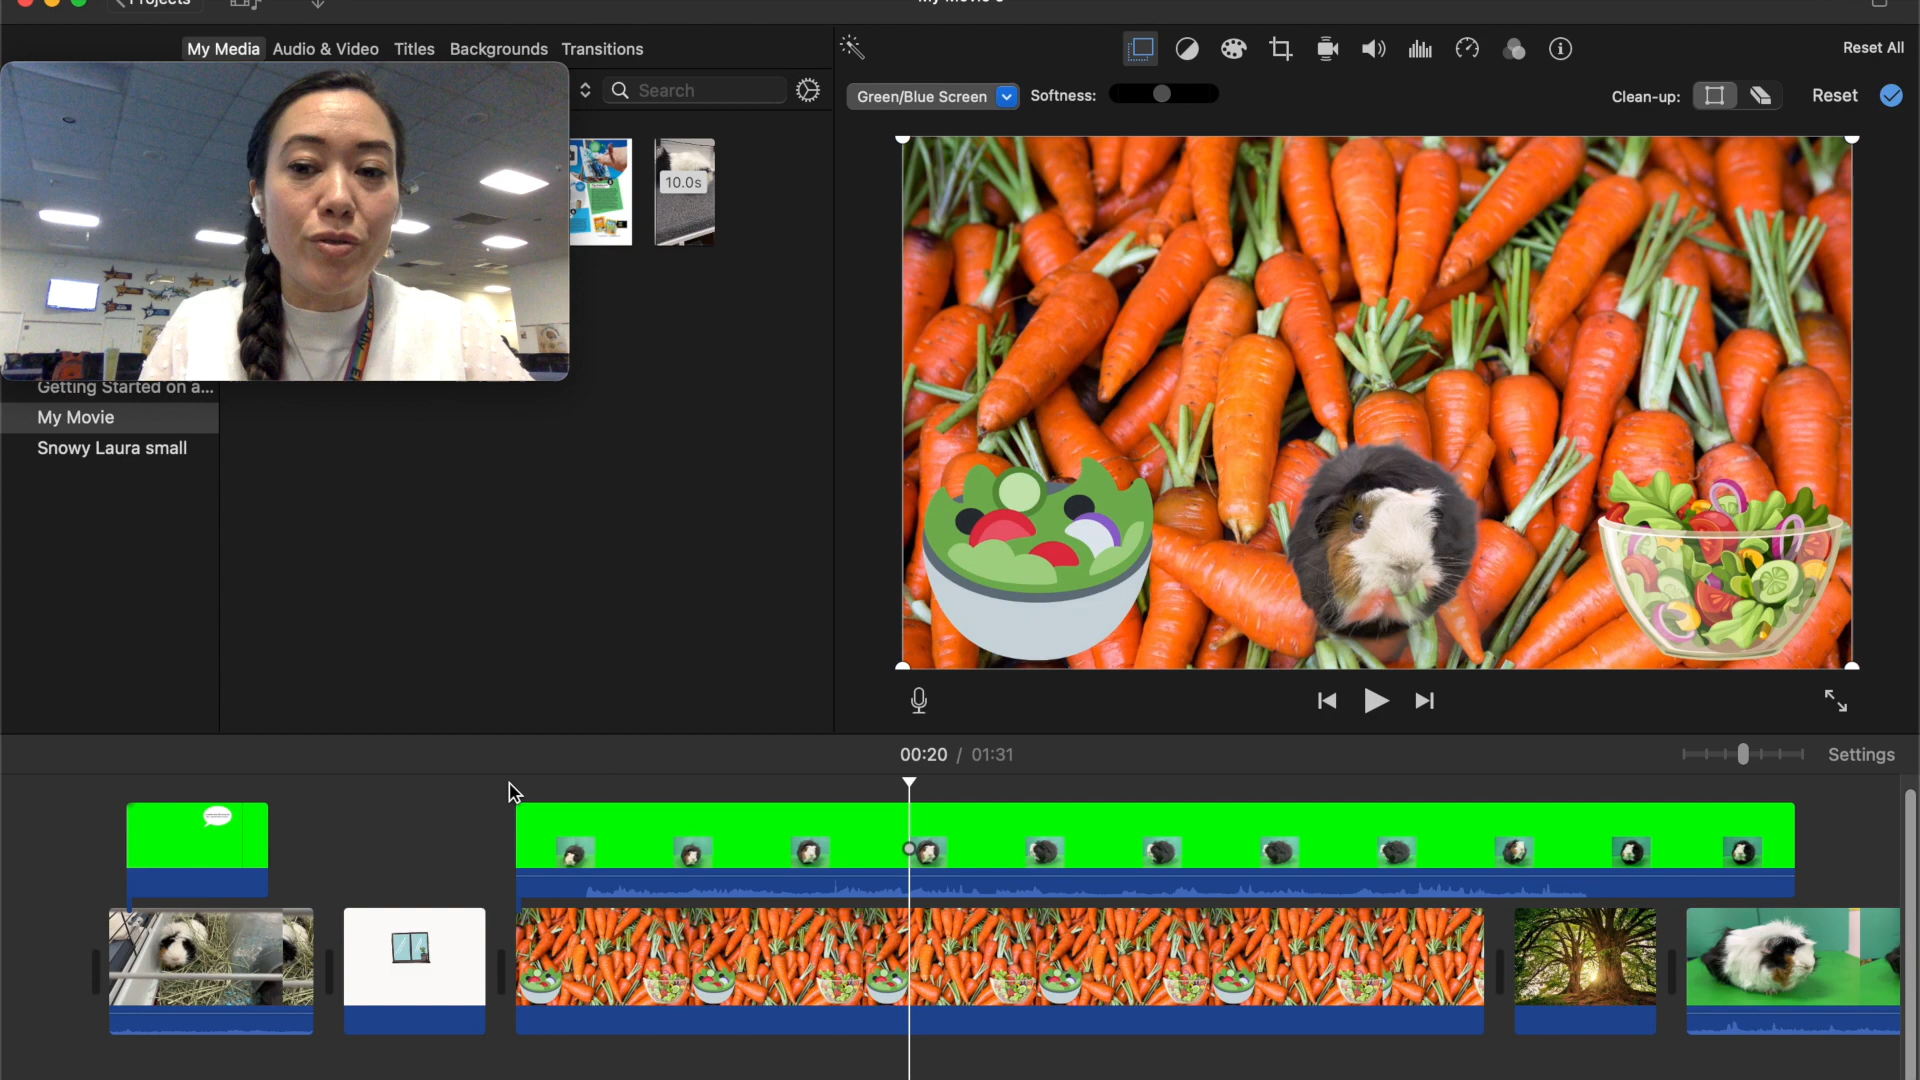 Projects
My Media Audio & Video Titles Backgrounds Transitions
Reset All
Search
Green/Blue Screen Softness: Clean-up: Reset
10.0s
Getting Started on a...
My Movie
Snowy Laura small
00:20 / 01:31
Settings